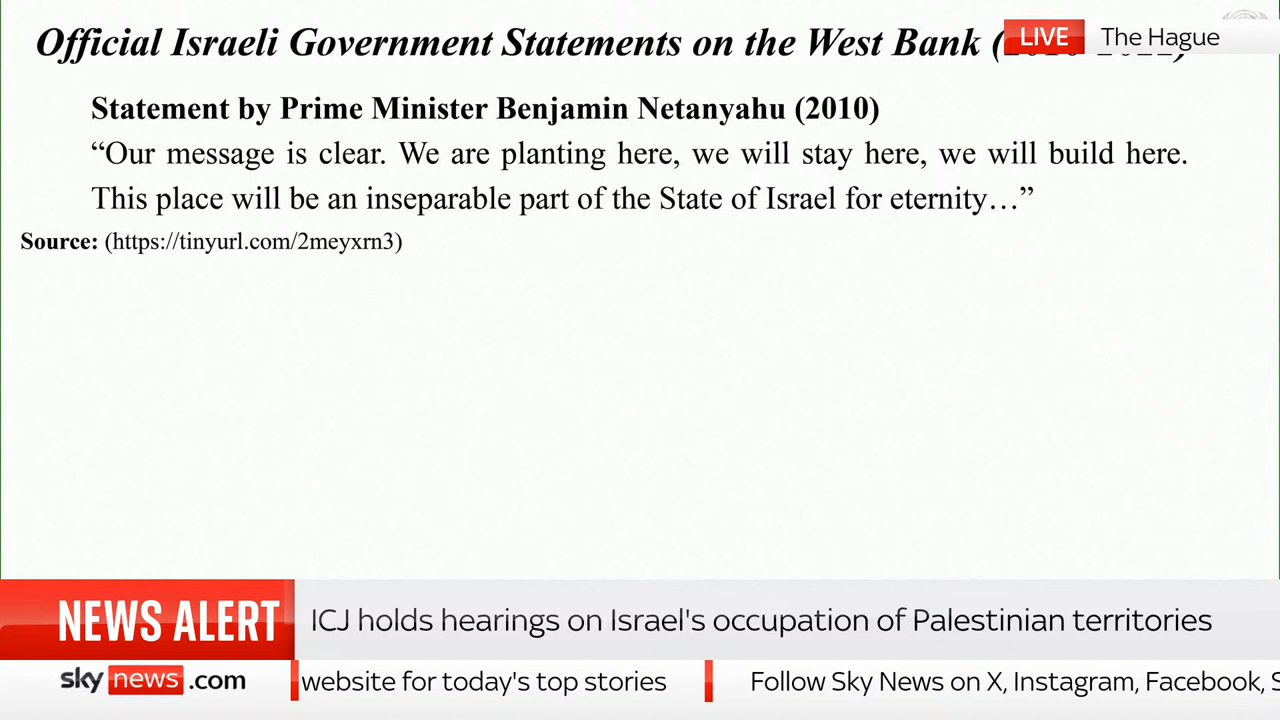 Official Israeli Government Statements on the West Bank (
LIVE The Hague
Statement by Prime Minister Benjamin Netanyahu (2010)
“Our message is clear. We are planting here, we will stay here, we will build here.
This place will be an inseparable part of the State of Israel for eternity…”
Source: (https://tinyurl.com/2meyxrn3)
NEWS ALERT
ICJ holds hearings on Israel's occupation of Palestinian territories
sky news.com
website for today's top stories
Follow Sky News on X, Instagram, Facebook, S